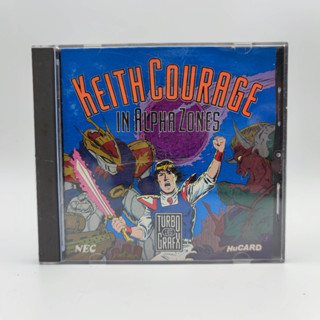 KEITH COURAGE
IN ALPHA ZONES
TURBO
GRAFX
NEC
HuCARD